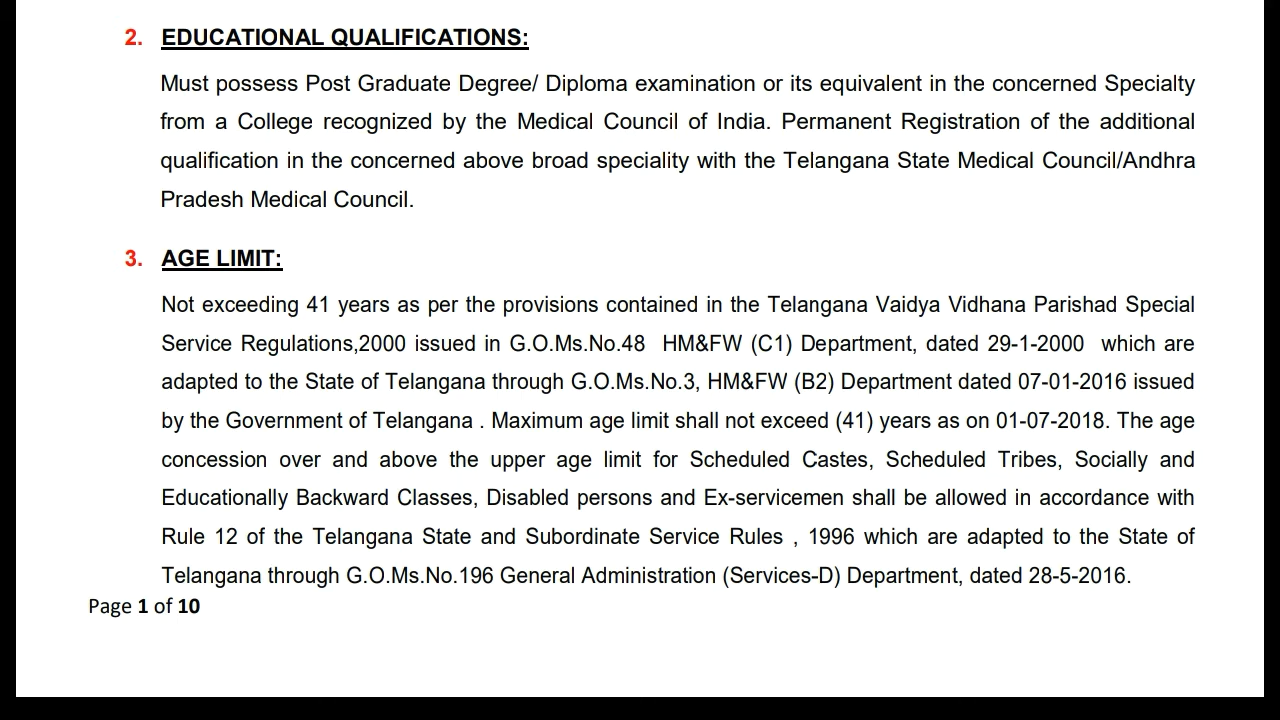 2. EDUCATIONAL QUALIFICATIONS:
Must possess Post Graduate Degree/ Diploma examination or its equivalent in the concerned Specialty
from a College recognized by the Medical Council of India. Permanent Registration of the additional
qualification in the concerned above broad speciality with the Telangana State Medical Council/Andhra
Pradesh Medical Council.
3. AGE LIMIT:
Not exceeding 41 years as per the provisions contained in the Telangana Vaidya Vidhana Parishad Special
Service Regulations,2000 issued in G.O.Ms.No.48 HM&FW (C1) Department, dated 29-1-2000 which are
adapted to the State of Telangana through G.O.Ms.No.3, HM&FW (B2) Department dated 07-01-2016 issued
by the Government of Telangana . Maximum age limit shall not exceed (41) years as on 01-07-2018. The age
concession over and above the upper age limit for Scheduled Castes, Scheduled Tribes, Socially and
Educationally Backward Classes, Disabled persons and Ex-servicemen shall be allowed in accordance with
Rule 12 of the Telangana State and Subordinate Service Rules , 1996 which are adapted to the State of
Telangana through G.O.Ms.No.196 General Administration (Services-D) Department, dated 28-5-2016.
Page 1 of 10